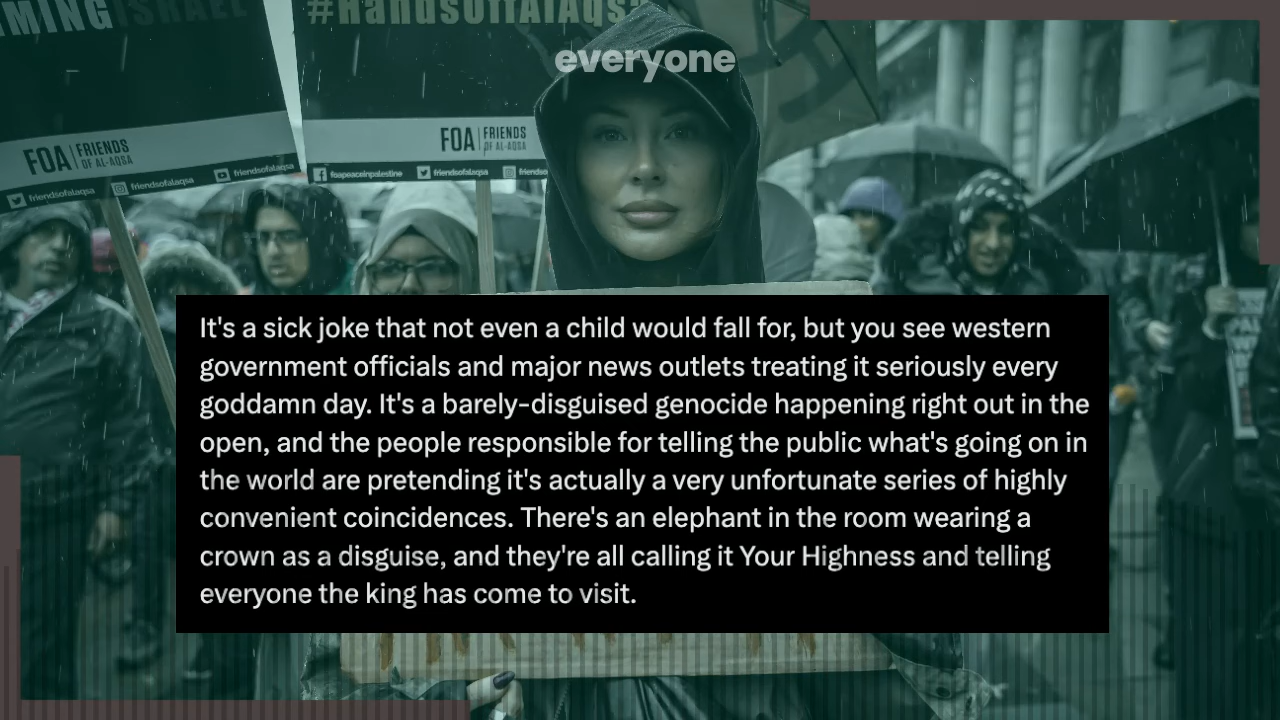 #HandsOffAlAqsa
everyone
FOA FRIENDS OF AL-AQSA
friendsofalaqsa friendsofalaqsa friendsofalaqsa
FOA FRIENDS OF AL-AQSA
foapeaceinpalestine friendsofalaqsa
It's a sick joke that not even a child would fall for, but you see western
government officials and major news outlets treating it seriously every
goddamn day. It's a barely-disguised genocide happening right out in the
open, and the people responsible for telling the public what's going on in
the world are pretending it's actually a very unfortunate series of highly
convenient coincidences. There's an elephant in the room wearing a
crown as a disguise, and they're all calling it Your Highness and telling
everyone the king has come to visit.